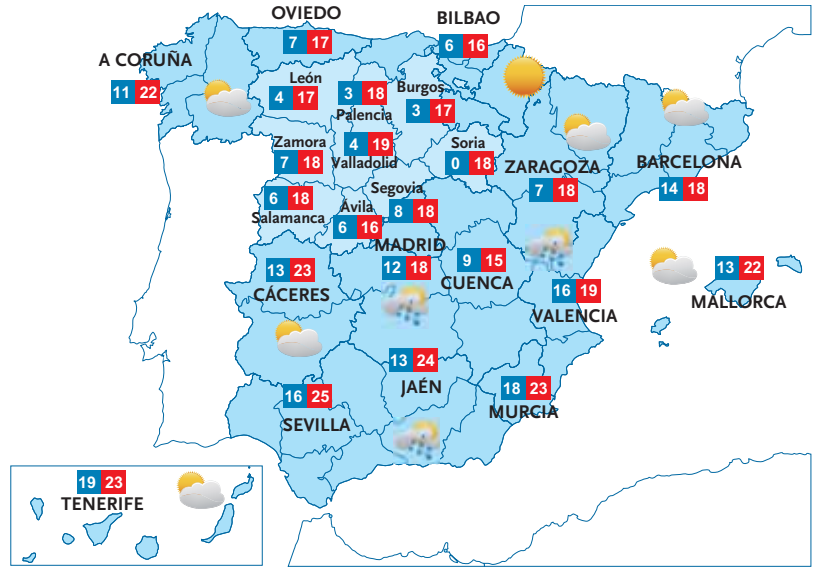 OVIEDO
7 17
BILBAO
6 16
A CORUÑA
11 22
León
4 17
3 18
Palencia
Burgos
3 17
Zamora
7 18
4 19
Valladolid
Soria
0 18
ZARAGOZA
7 18
BARCELONA
14 18
6 18
Salamanca
Ávila
6 16
Segovia
8 18
MADRID
12 18
9 15
CUENCA
13 23
CÁCERES
16 19
VALENCIA
13 22
MALLORCA
13 24
JAÉN
18 23
MURCIA
16 25
SEVILLA
19 23
TENERIFE